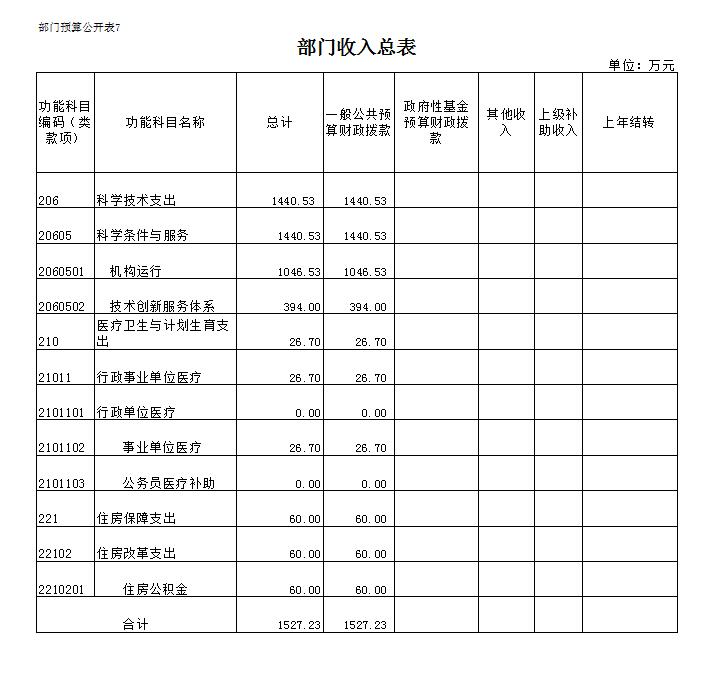 部门预算公开表7
部门收入总表
单位：万元
功能科目编码（类款项） 功能科目名称 总计 一般公共预算财政拨款 政府性基金预算财政拨款 其他收入 上级补助收入 上年结转
206 科学技术支出 1440.53 1440.53
20605 科学条件与服务 1440.53 1440.53
2060501 机构运行 1046.53 1046.53
2060502 技术创新服务体系 394.00 394.00
210 医疗卫生与计划生育支出 26.70 26.70
21011 行政事业单位医疗 26.70 26.70
2101101 行政单位医疗 0.00 0.00
2101102 事业单位医疗 26.70 26.70
2101103 公务员医疗补助 0.00 0.00
221 住房保障支出 60.00 60.00
22102 住房改革支出 60.00 60.00
2210201 住房公积金 60.00 60.00
合计 1527.23 1527.23